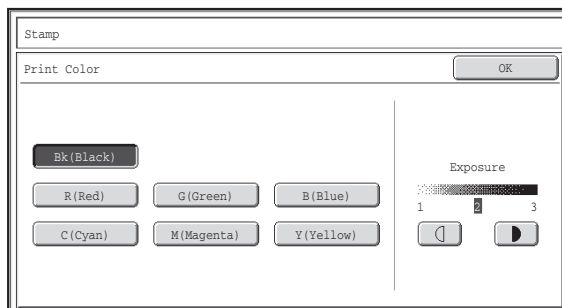 Stamp
Print Color
OK
Bk(Black)
R(Red) G(Green) B(Blue)
C(Cyan) M(Magenta) Y(Yellow)
Exposure
1 2 3